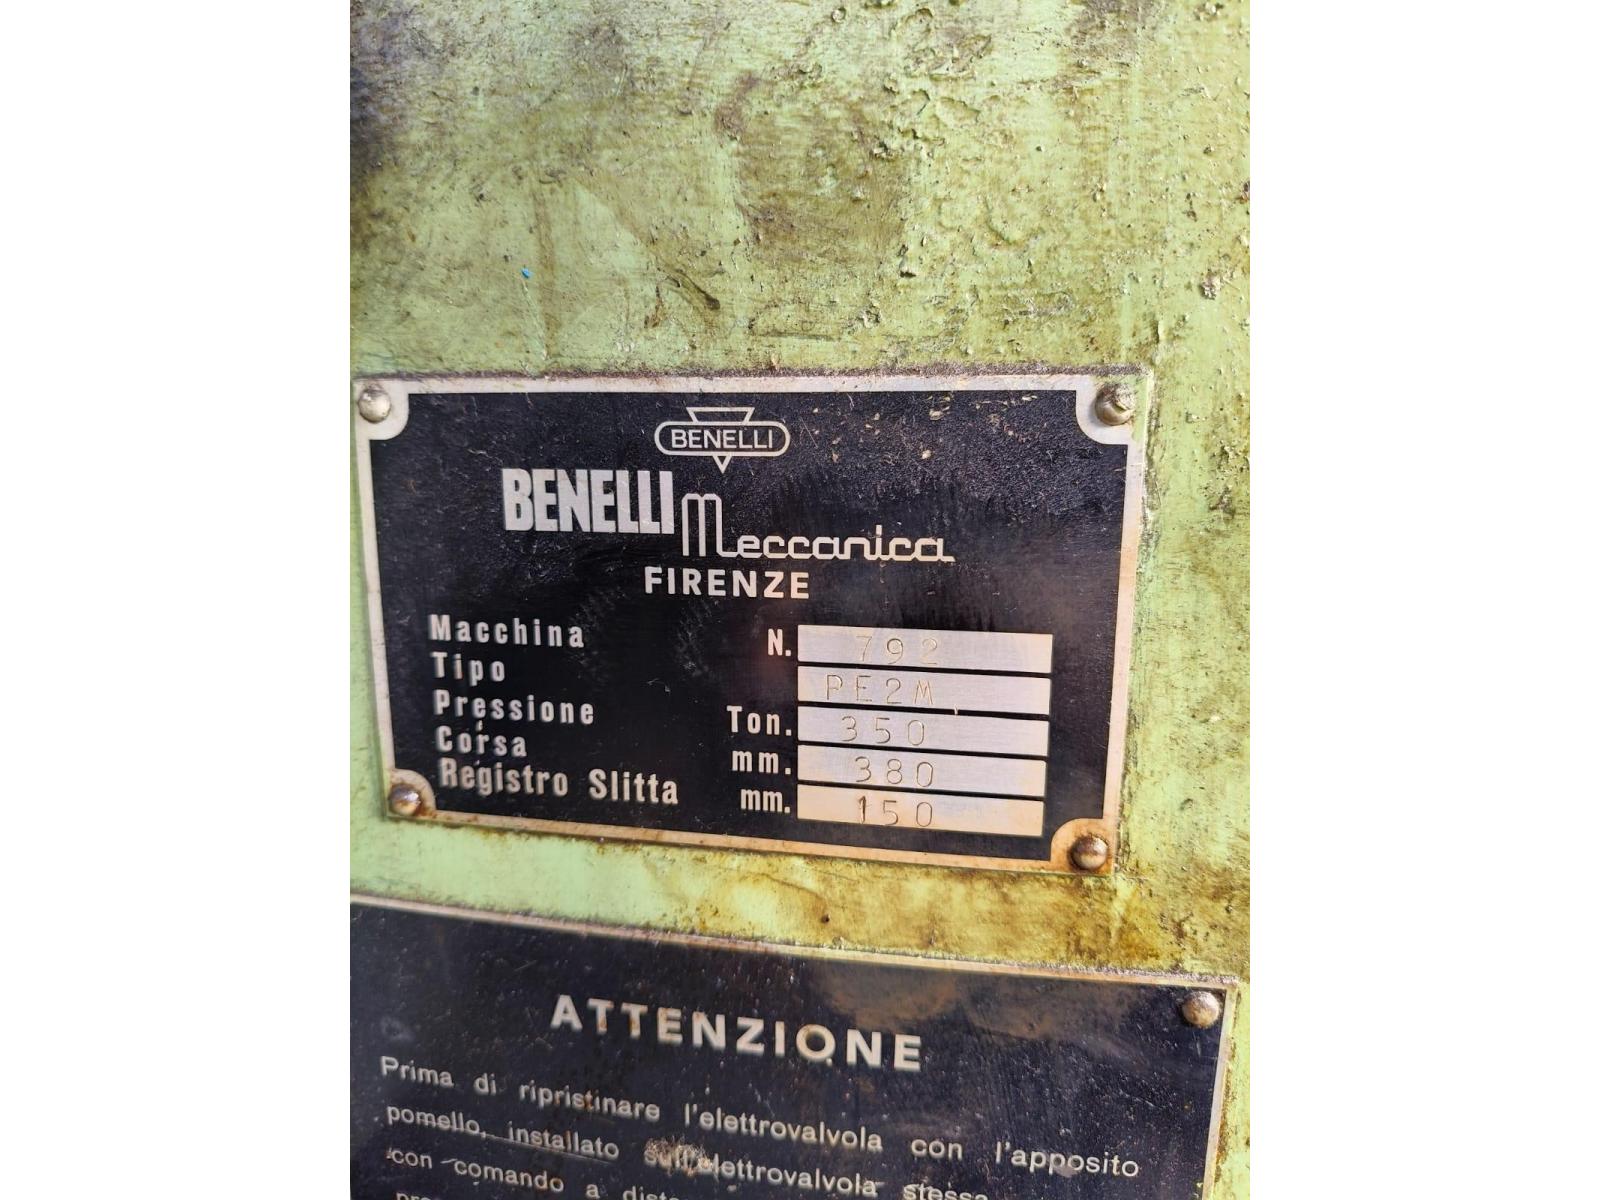 BENELLI
BENELLI Meccanica
FIRENZE
Macchina N. 792
Tipo PE2M
Pressione Ton. 350
Corsa mm. 380
Registro Slitta mm. 150
ATTENZIONE
Prima di ripristinare l'elettrovalvola con l'apposito
pomello, installato sull'elettrovalvola stessa
con comando a